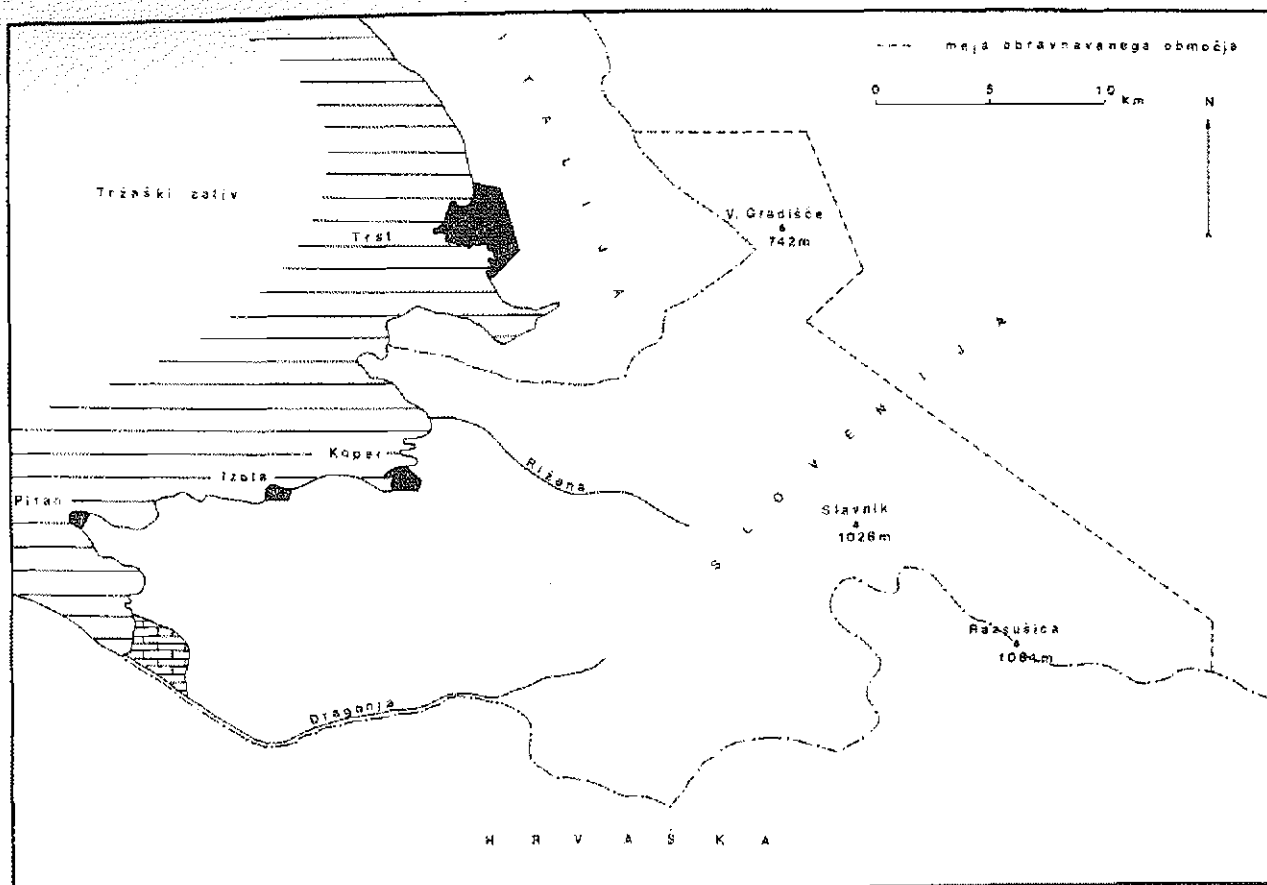 meja obravnavanega območja
0 5 10
Km
N
Tržaški zaliv
Trst
ITALIJA
V. Gradišče
742m
SLOVENIJA
Koper
Izola
Piran
Rižana
Slavnik
1028m
Razsušica
1084m
Dragonja
HRVAŠKA